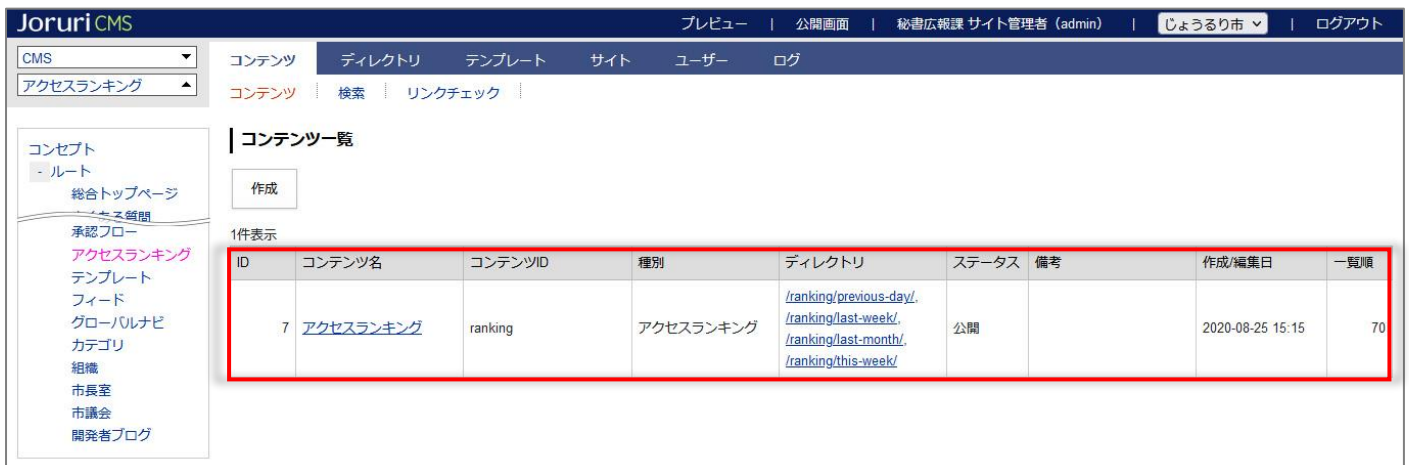 Joruri CMS
プレビュー | 公開画面 | 秘書広報課 サイト管理者 (admin) | じょうるり市 | ログアウト
CMS
アクセスランキング
コンテンツ ディレクトリ テンプレート サイト ユーザー ログ
コンテンツ 検索 リンクチェック
コンセプト
- ルート
総合トップページ
よくある質問
承認フロー
アクセスランキング
テンプレート
フィード
グローバルナビ
カテゴリ
組織
市長室
市議会
開発者ブログ
コンテンツ一覧
作成
1件表示
ID コンテンツ名 コンテンツID 種別 ディレクトリ ステータス 備考 作成/編集日 一覧順
7 アクセスランキング ranking アクセスランキング /ranking/previous-day/, 公開 2020-08-25 15:15 70
/ranking/last-week/,
/ranking/last-month/,
/ranking/this-week/